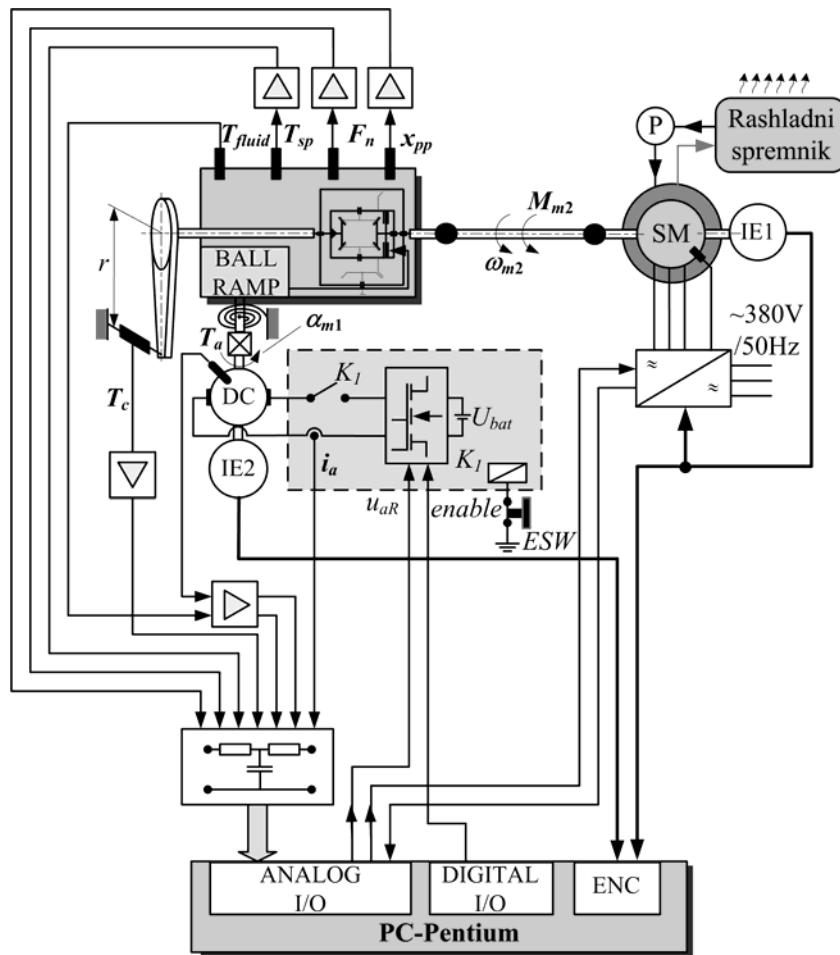 T_fluid T_sp F_n x_pp
P
Rashladni
spremnik
r
M_m2
SM
IE1
ω_m2
BALL
RAMP
α_m1
T_a
~380V
/50Hz
K_1
≈
≈
T_c
DC
U_bat
IE2
i_a
K_1
u_aR
enable
ESW
ANALOG
I/O
DIGITAL
I/O
ENC
PC-Pentium